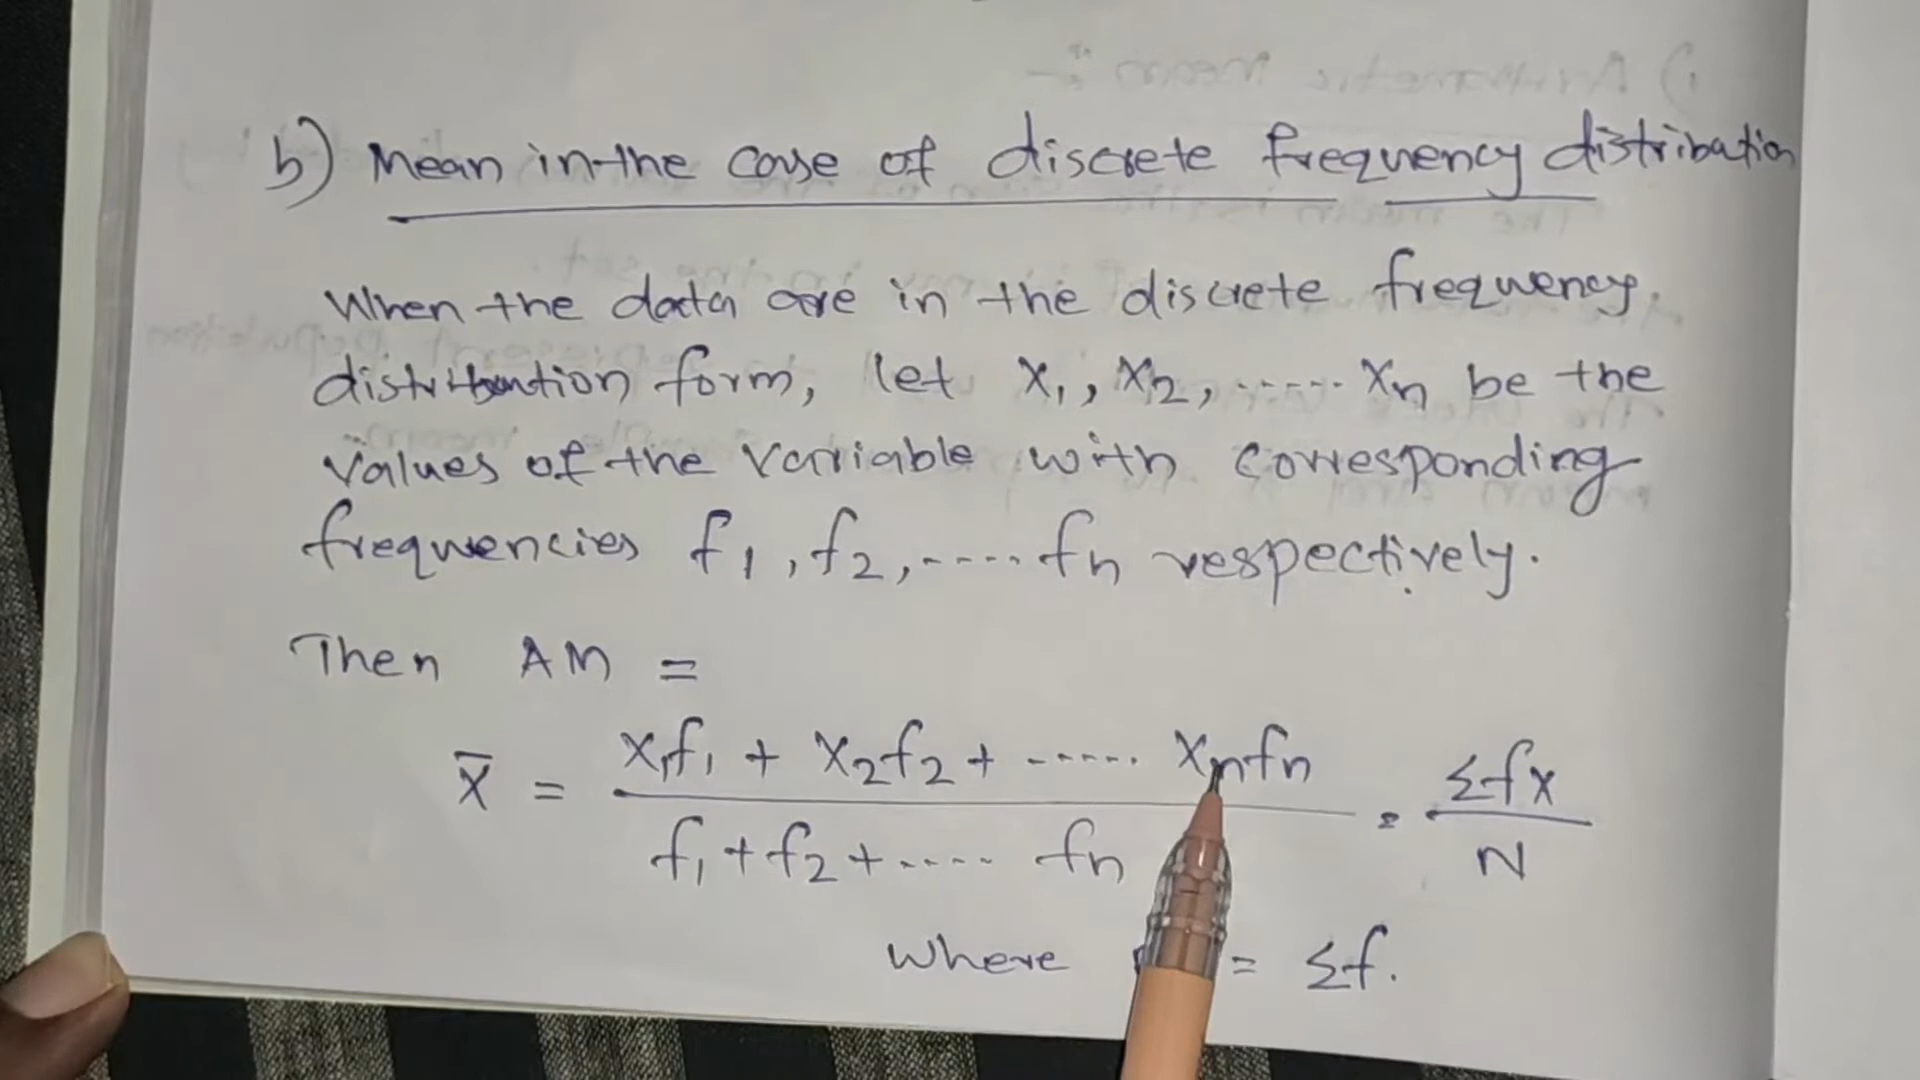 b) Mean in the case of discrete frequency distribution
When the data are in the discrete frequency
distribution form, let x₁, x₂, ..... xn be the
values of the variable with corresponding
frequencies f₁, f₂, ..... fn respectively.
Then AM =
x̄ = (x₁f₁ + x₂f₂ + ..... xnfn) / (f₁ + f₂ + ..... fn) = Σfx / N
Where = Σf.